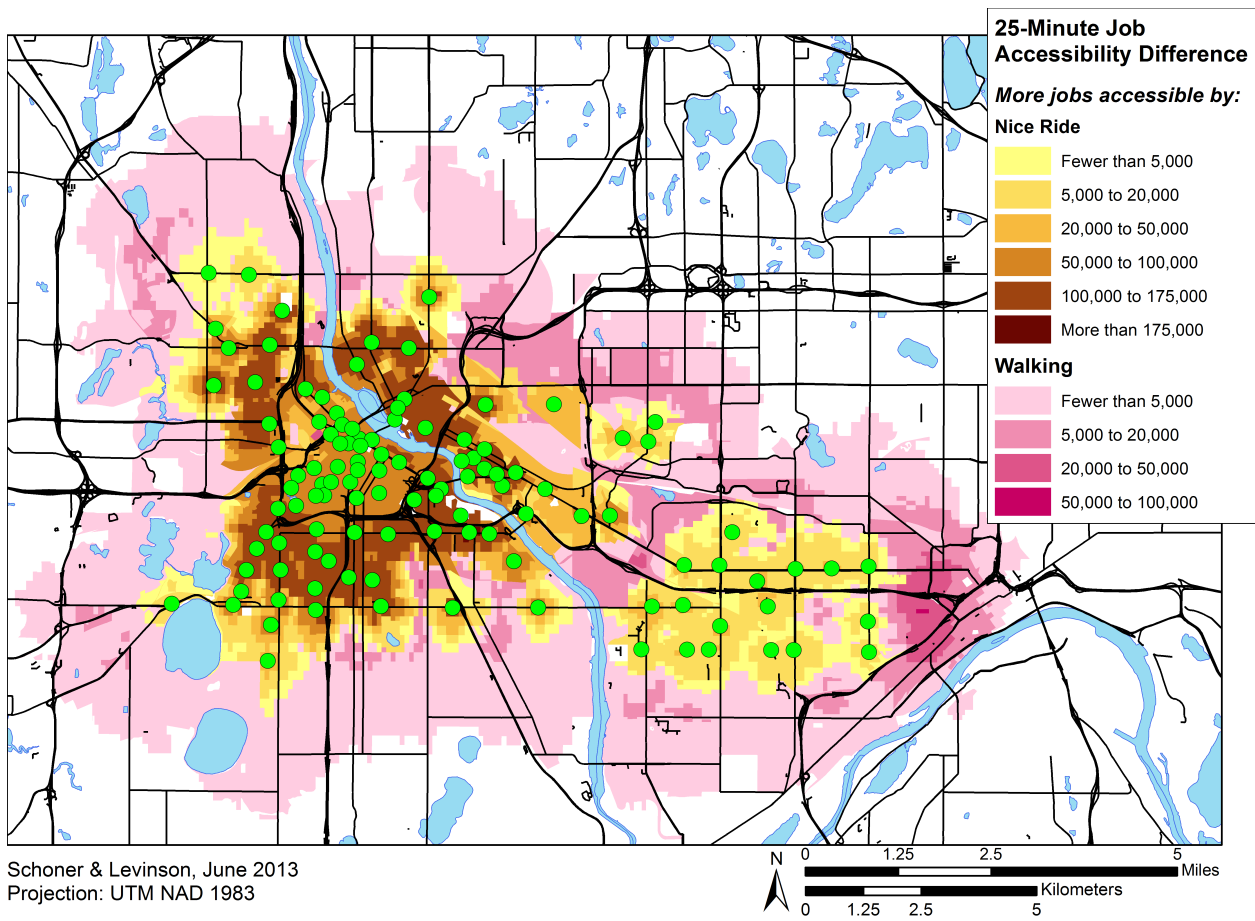 25-Minute Job
Accessibility Difference
More jobs accessible by:
Nice Ride
Fewer than 5,000
5,000 to 20,000
20,000 to 50,000
50,000 to 100,000
100,000 to 175,000
More than 175,000
Walking
Fewer than 5,000
5,000 to 20,000
20,000 to 50,000
50,000 to 100,000
Schoner & Levinson, June 2013
Projection: UTM NAD 1983
N
0 1.25 2.5 5
Miles
Kilometers
0 1.25 2.5 5